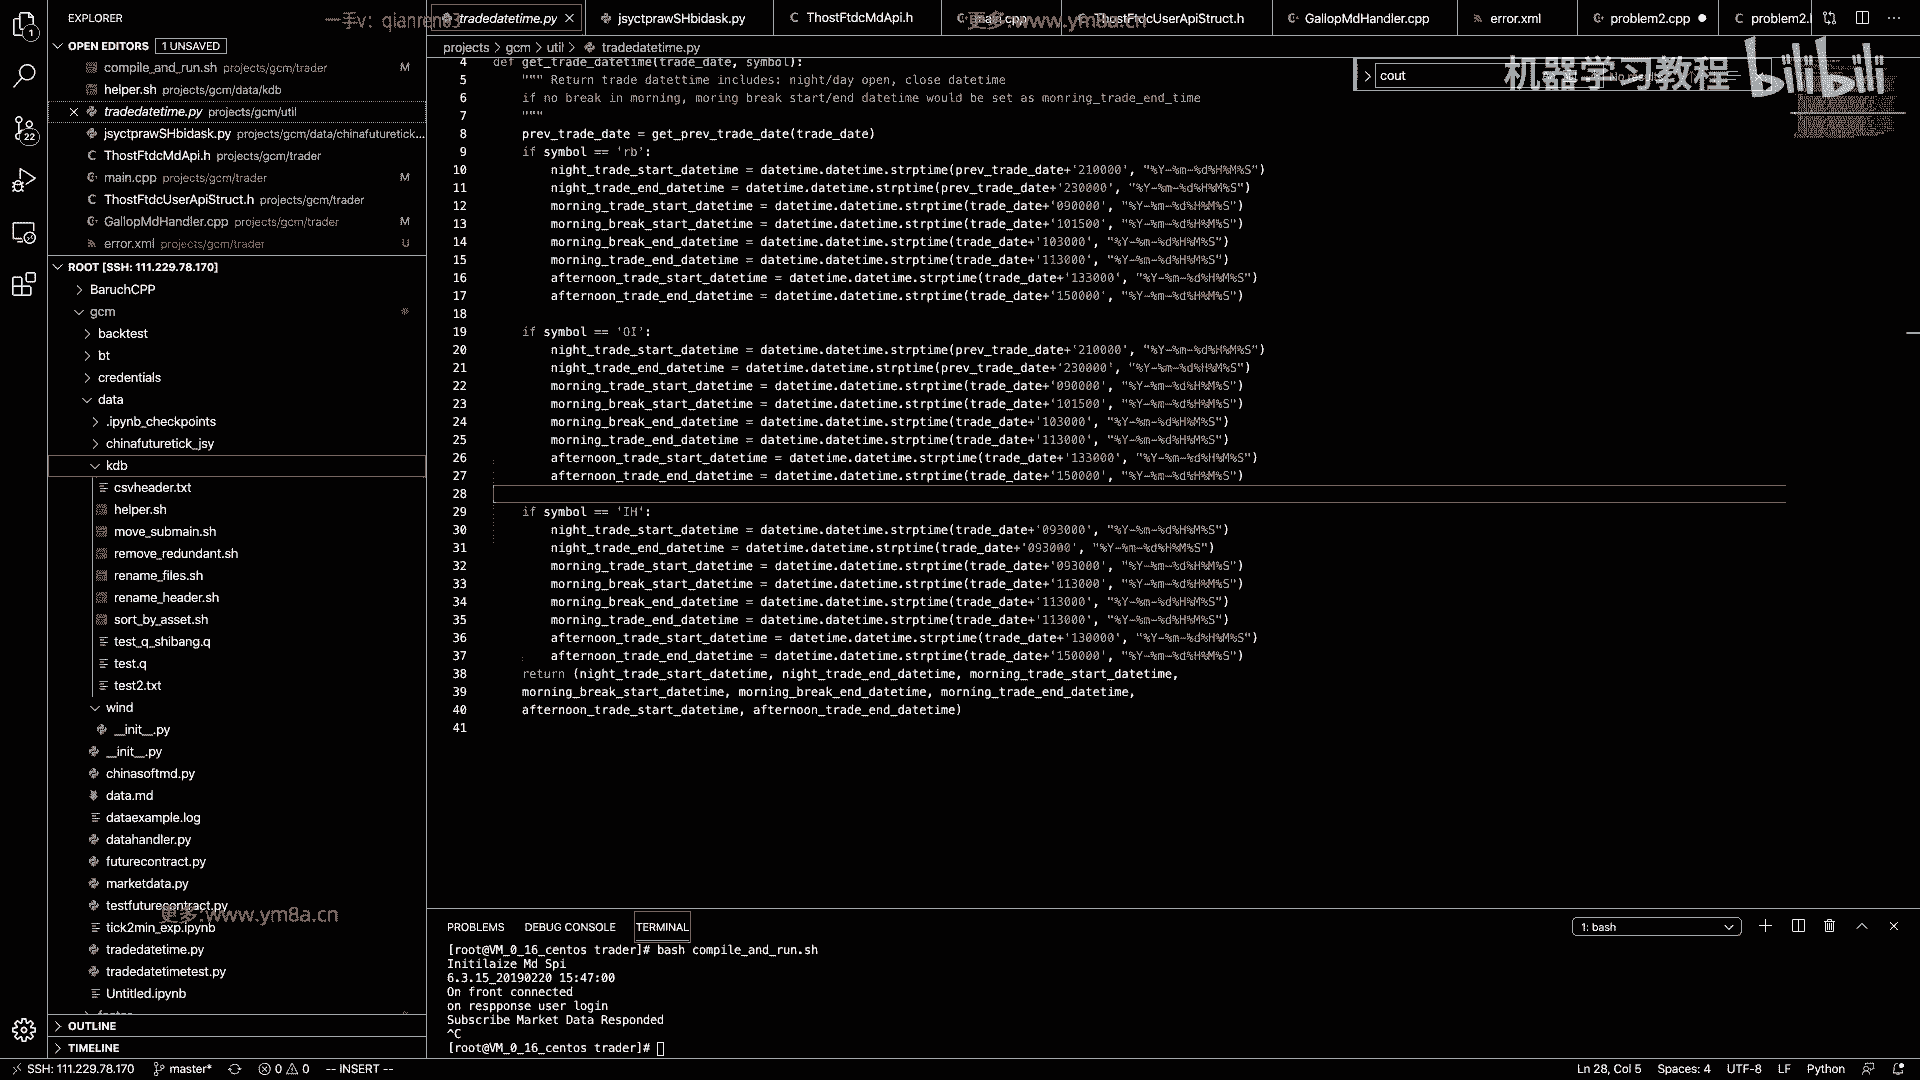 EXPLORER
OPEN EDITORS 1 UNSAVED
compile_and_run.sh projects/gcm/trader M
helper.sh projects/gcm/data/kdb
tradedatetime.py projects/gcm/util
jsyctprawSHbidask.py projects/gcm/data/chinafuturetick...
ThostFtdcMdApi.h projects/gcm/trader
main.cpp projects/gcm/trader M
ThostFtdcUserApiStruct.h projects/gcm/trader
GallopMdHandler.cpp projects/gcm/trader M
error.xml projects/gcm/trader U
ROOT [SSH: 111.229.78.170]
BaruchCPP
gcm
backtest
bt
credentials
data
.ipynb_checkpoints
chinafuturetick_jsy
kdb
csvheader.txt
helper.sh
move_submain.sh
remove_redundant.sh
rename_files.sh
rename_header.sh
sort_by_asset.sh
test_q_shibang.q
test.q
test2.txt
wind
__init__.py
__init__.py
chinasoftmd.py
data.md
dataexample.log
datahandler.py
futurecontract.py
marketdata.py
testfuturecontract.py
更多:www.ym8a.cn
tick2min_exp.ipynb
tradedatetime.py
tradedatetimetest.py
Untitled.ipynb
OUTLINE
TIMELINE
一手v：qianren03
更多:www.ym8a.cn
tradedatetime.py
jsyctprawSHbidask.py
ThostFtdcMdApi.h
main.cpp
ThostFtdcUserApiStruct.h
GallopMdHandler.cpp
error.xml
problem2.cpp
problem2.
projects > gcm > util > tradedatetime.py
cout
No results
机器学习教程 bilibili
4 def get_trade_datetime(trade_date, symbol):
5 """ Return trade datettime includes: night/day open, close datetime
6 if no break in morning, moring break start/end datetime would be set as monring_trade_end_time
7 """
8 prev_trade_date = get_prev_trade_date(trade_date)
9 if symbol == 'rb':
10 night_trade_start_datetime = datetime.datetime.strptime(prev_trade_date+'210000', "%Y-%m-%d%H%M%S")
11 night_trade_end_datetime = datetime.datetime.strptime(prev_trade_date+'230000', "%Y-%m-%d%H%M%S")
12 morning_trade_start_datetime = datetime.datetime.strptime(trade_date+'090000', "%Y-%m-%d%H%M%S")
13 morning_break_start_datetime = datetime.datetime.strptime(trade_date+'101500', "%Y-%m-%d%H%M%S")
14 morning_break_end_datetime = datetime.datetime.strptime(trade_date+'103000', "%Y-%m-%d%H%M%S")
15 morning_trade_end_datetime = datetime.datetime.strptime(trade_date+'113000', "%Y-%m-%d%H%M%S")
16 afternoon_trade_start_datetime = datetime.datetime.strptime(trade_date+'133000', "%Y-%m-%d%H%M%S")
17 afternoon_trade_end_datetime = datetime.datetime.strptime(trade_date+'150000', "%Y-%m-%d%H%M%S")
18
19 if symbol == 'OI':
20 night_trade_start_datetime = datetime.datetime.strptime(prev_trade_date+'210000', "%Y-%m-%d%H%M%S")
21 night_trade_end_datetime = datetime.datetime.strptime(prev_trade_date+'230000', "%Y-%m-%d%H%M%S")
22 morning_trade_start_datetime = datetime.datetime.strptime(trade_date+'090000', "%Y-%m-%d%H%M%S")
23 morning_break_start_datetime = datetime.datetime.strptime(trade_date+'101500', "%Y-%m-%d%H%M%S")
24 morning_break_end_datetime = datetime.datetime.strptime(trade_date+'103000', "%Y-%m-%d%H%M%S")
25 morning_trade_end_datetime = datetime.datetime.strptime(trade_date+'113000', "%Y-%m-%d%H%M%S")
26 afternoon_trade_start_datetime = datetime.datetime.strptime(trade_date+'133000', "%Y-%m-%d%H%M%S")
27 afternoon_trade_end_datetime = datetime.datetime.strptime(trade_date+'150000', "%Y-%m-%d%H%M%S")
28
29 if symbol == 'IH':
30 night_trade_start_datetime = datetime.datetime.strptime(trade_date+'093000', "%Y-%m-%d%H%M%S")
31 night_trade_end_datetime = datetime.datetime.strptime(trade_date+'093000', "%Y-%m-%d%H%M%S")
32 morning_trade_start_datetime = datetime.datetime.strptime(trade_date+'093000', "%Y-%m-%d%H%M%S")
33 morning_break_start_datetime = datetime.datetime.strptime(trade_date+'113000', "%Y-%m-%d%H%M%S")
34 morning_break_end_datetime = datetime.datetime.strptime(trade_date+'113000', "%Y-%m-%d%H%M%S")
35 morning_trade_end_datetime = datetime.datetime.strptime(trade_date+'113000', "%Y-%m-%d%H%M%S")
36 afternoon_trade_start_datetime = datetime.datetime.strptime(trade_date+'130000', "%Y-%m-%d%H%M%S")
37 afternoon_trade_end_datetime = datetime.datetime.strptime(trade_date+'150000', "%Y-%m-%d%H%M%S")
38 return (night_trade_start_datetime, night_trade_end_datetime, morning_trade_start_datetime,
39 morning_break_start_datetime, morning_break_end_datetime, morning_trade_end_datetime,
40 afternoon_trade_start_datetime, afternoon_trade_end_datetime)
41
PROBLEMS DEBUG CONSOLE TERMINAL
1: bash
[root@VM_0_16_centos trader]# bash compile_and_run.sh
Initilaize Md Spi
6.3.15_20190220 15:47:00
On front connected
on respponse user login
Subscribe Market Data Responded
^C
[root@VM_0_16_centos trader]#
SSH: 111.229.78.170 master* 0 0 -- INSERT --
Ln 28, Col 5 Spaces: 4 UTF-8 LF Python